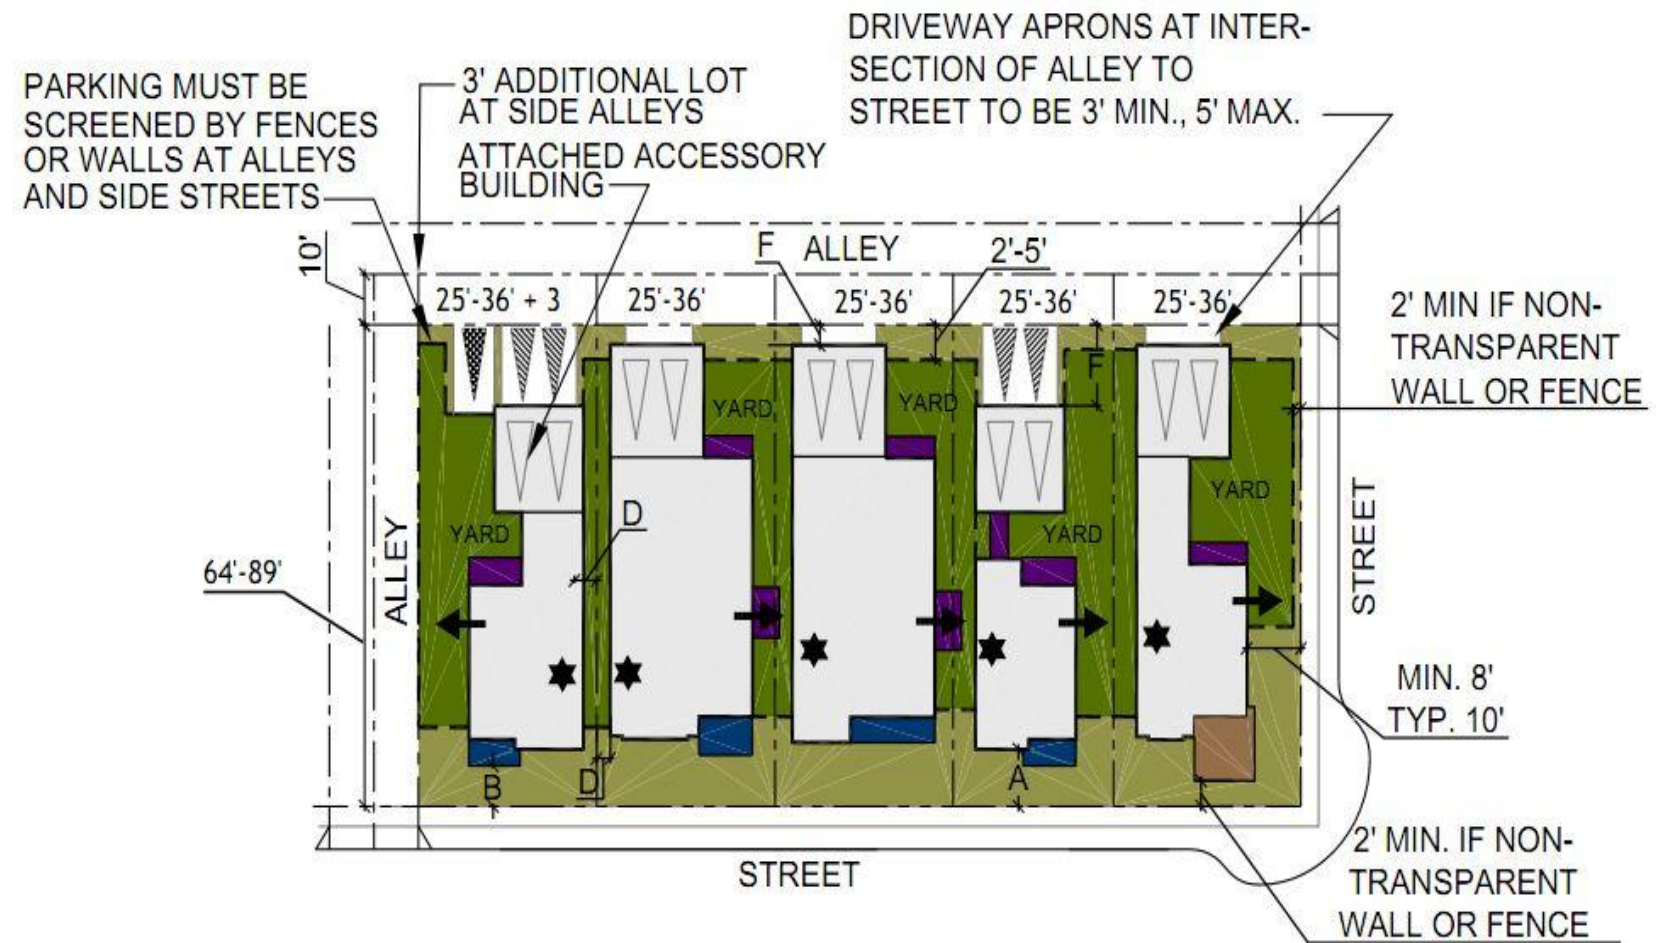 DRIVEWAY APRONS AT INTER-
SECTION OF ALLEY TO
STREET TO BE 3' MIN., 5' MAX.
PARKING MUST BE
SCREENED BY FENCES
OR WALLS AT ALLEYS
AND SIDE STREETS
3' ADDITIONAL LOT
AT SIDE ALLEYS
ATTACHED ACCESSORY
BUILDING
10'
F
ALLEY
2'-5'
25'-36' + 3
25'-36'
25'-36'
25'-36'
25'-36'
2' MIN IF NON-
TRANSPARENT
WALL OR FENCE
F
YARD
YARD
YARD
YARD
YARD
D
64'-89'
ALLEY
STREET
MIN. 8'
TYP. 10'
B
D
A
STREET
2' MIN. IF NON-
TRANSPARENT
WALL OR FENCE